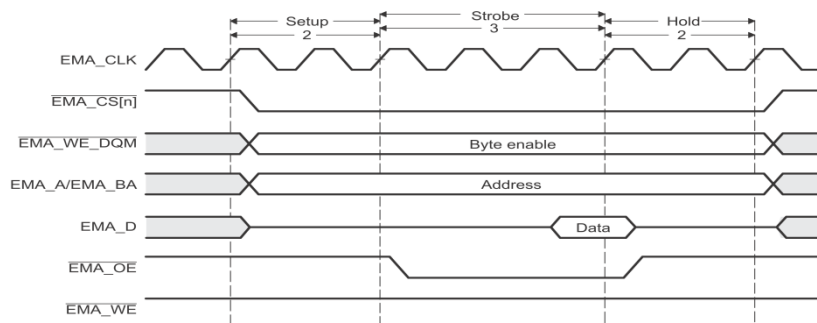 Setup
2
Strobe
3
Hold
2
EMA_CLK
EMA_CS[n]
EMA_WE_DQM
Byte enable
EMA_A/EMA_BA
Address
EMA_D
Data
EMA_OE
EMA_WE